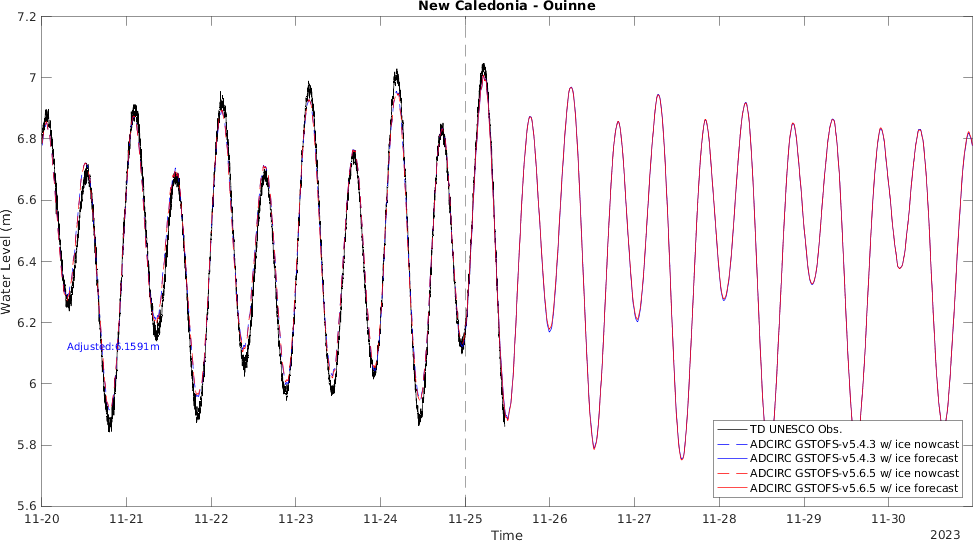 New Caledonia - Ouinne
7.2
7
6.8
6.6
6.4
6.2
6
5.8
5.6
Water Level (m)
Adjusted:6.1591m
TD UNESCO Obs.
ADCIRC GSTOFS-v5.4.3 w/ ice nowcast
ADCIRC GSTOFS-v5.4.3 w/ ice forecast
ADCIRC GSTOFS-v5.6.5 w/ ice nowcast
ADCIRC GSTOFS-v5.6.5 w/ ice forecast
11-20 11-21 11-22 11-23 11-24 11-25 11-26 11-27 11-28 11-29 11-30
Time
2023